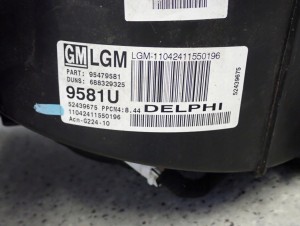 GM LGM LGM-11042411550196
PART: 95479581
DUNS: 688329325
9581U
52439675 PPCN4:8.44 DELPHI
11042411550196
Acn-G224-10
52439675